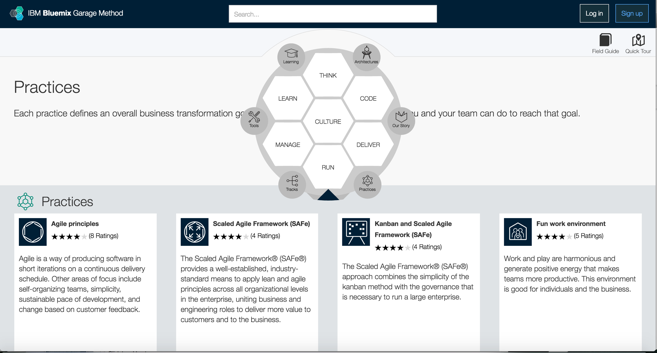 IBM Bluemix Garage Method
Search...
Log in
Sign up
Field Guide
Quick Tour
Practices
Each practice defines an overall business transformation go
u and your team can do to reach that goal.
Learning
Architectures
THINK
LEARN
CODE
Tools
CULTURE
Our Story
MANAGE
DELIVER
RUN
Tracks
Practices
Practices
Agile principles
(8 Ratings)
Agile is a way of producing software in
short iterations on a continuous delivery
schedule. Other areas of focus include
self-organizing teams, simplicity,
sustainable pace of development, and
change based on customer feedback.
Scaled Agile Framework (SAFe)
(4 Ratings)
The Scaled Agile Framework® (SAFe®)
provides a well-established, industry-
standard means to apply lean and agile
principles across all organizational levels
in the enterprise, uniting business and
engineering roles to deliver more value to
customers and to the business.
Kanban and Scaled Agile
Framework (SAFe)
(4 Ratings)
The Scaled Agile Framework® (SAFe®)
approach combines the simplicity of the
kanban method with the governance that
is necessary to run a large enterprise.
Fun work environment
(5 Ratings)
Work and play are harmonious and
generate positive energy that makes
teams more productive. This environment
is good for individuals and the business.